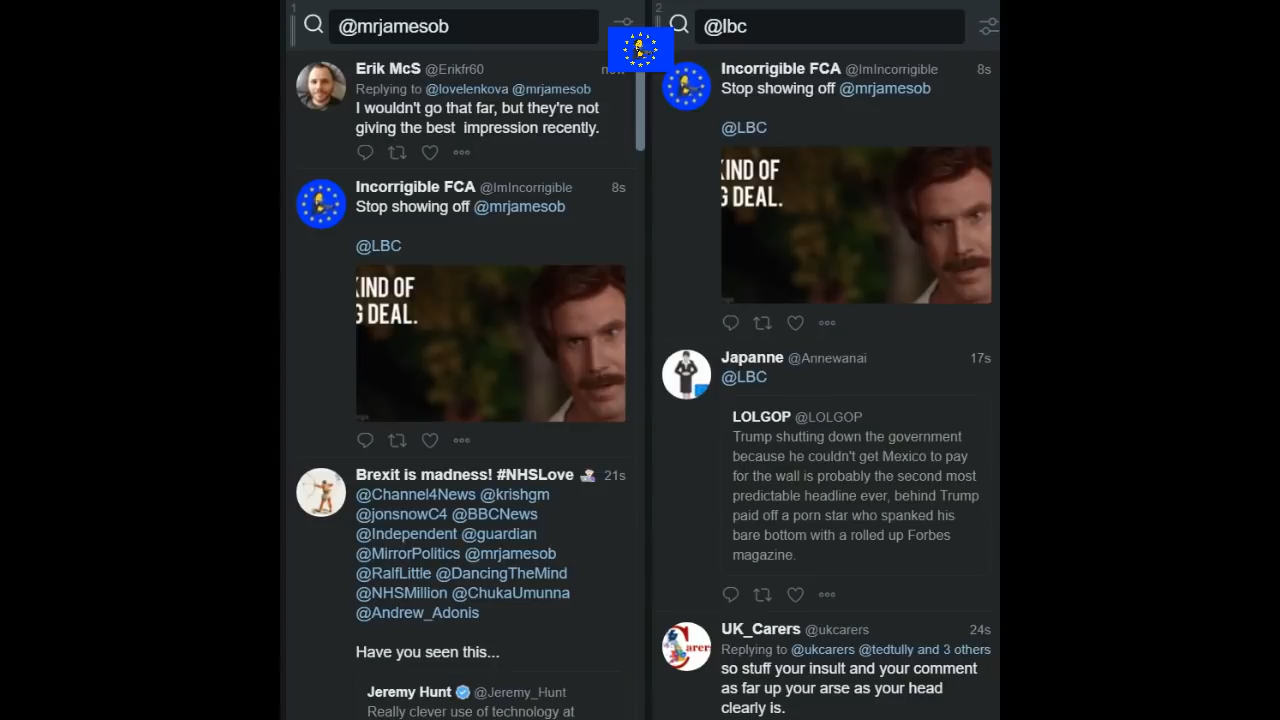 1
@mrjamesob
Erik McS @Erikfr60
Replying to @lovelenkova @mrjamesob
I wouldn't go that far, but they're not
giving the best impression recently.
Incorrigible FCA @ImIncorrigible 8s
Stop showing off @mrjamesob
@LBC
KIND OF
G DEAL.
Brexit is madness! #NHSLove 21s
@Channel4News @krishgm
@jonsnowC4 @BBCNews
@Independent @guardian
@MirrorPolitics @mrjamesob
@RalfLittle @DancingTheMind
@NHSMillion @ChukaUmunna
@Andrew_Adonis
Have you seen this...
Jeremy Hunt @Jeremy_Hunt
Really clever use of technology at
2
@lbc
Incorrigible FCA @ImIncorrigible 8s
Stop showing off @mrjamesob
@LBC
KIND OF
G DEAL.
Japanne @Annewanai 17s
@LBC
LOLGOP @LOLGOP
Trump shutting down the government
because he couldn't get Mexico to pay
for the wall is probably the second most
predictable headline ever, behind Trump
paid off a porn star who spanked his
bare bottom with a rolled up Forbes
magazine.
UK_Carers @ukcarers 24s
Replying to @ukcarers @tedtully and 3 others
so stuff your insult and your comment
as far up your arse as your head
clearly is.